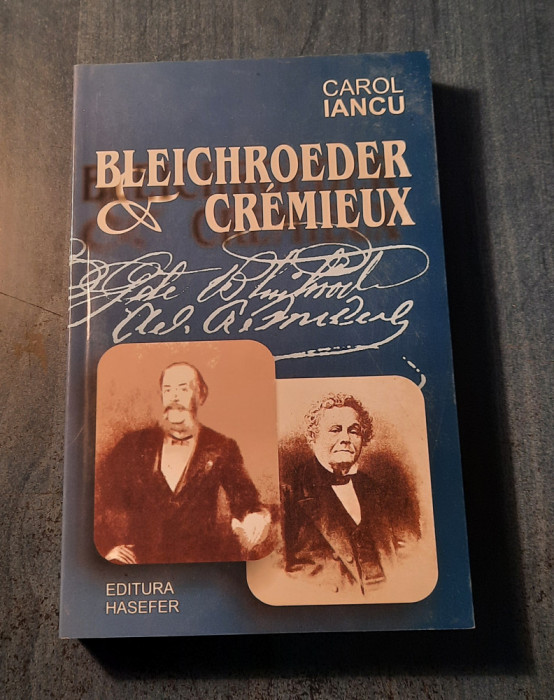 CAROL
IANCU
BLEICHROEDER
& CRÉMIEUX
EDITURA
HASEFER